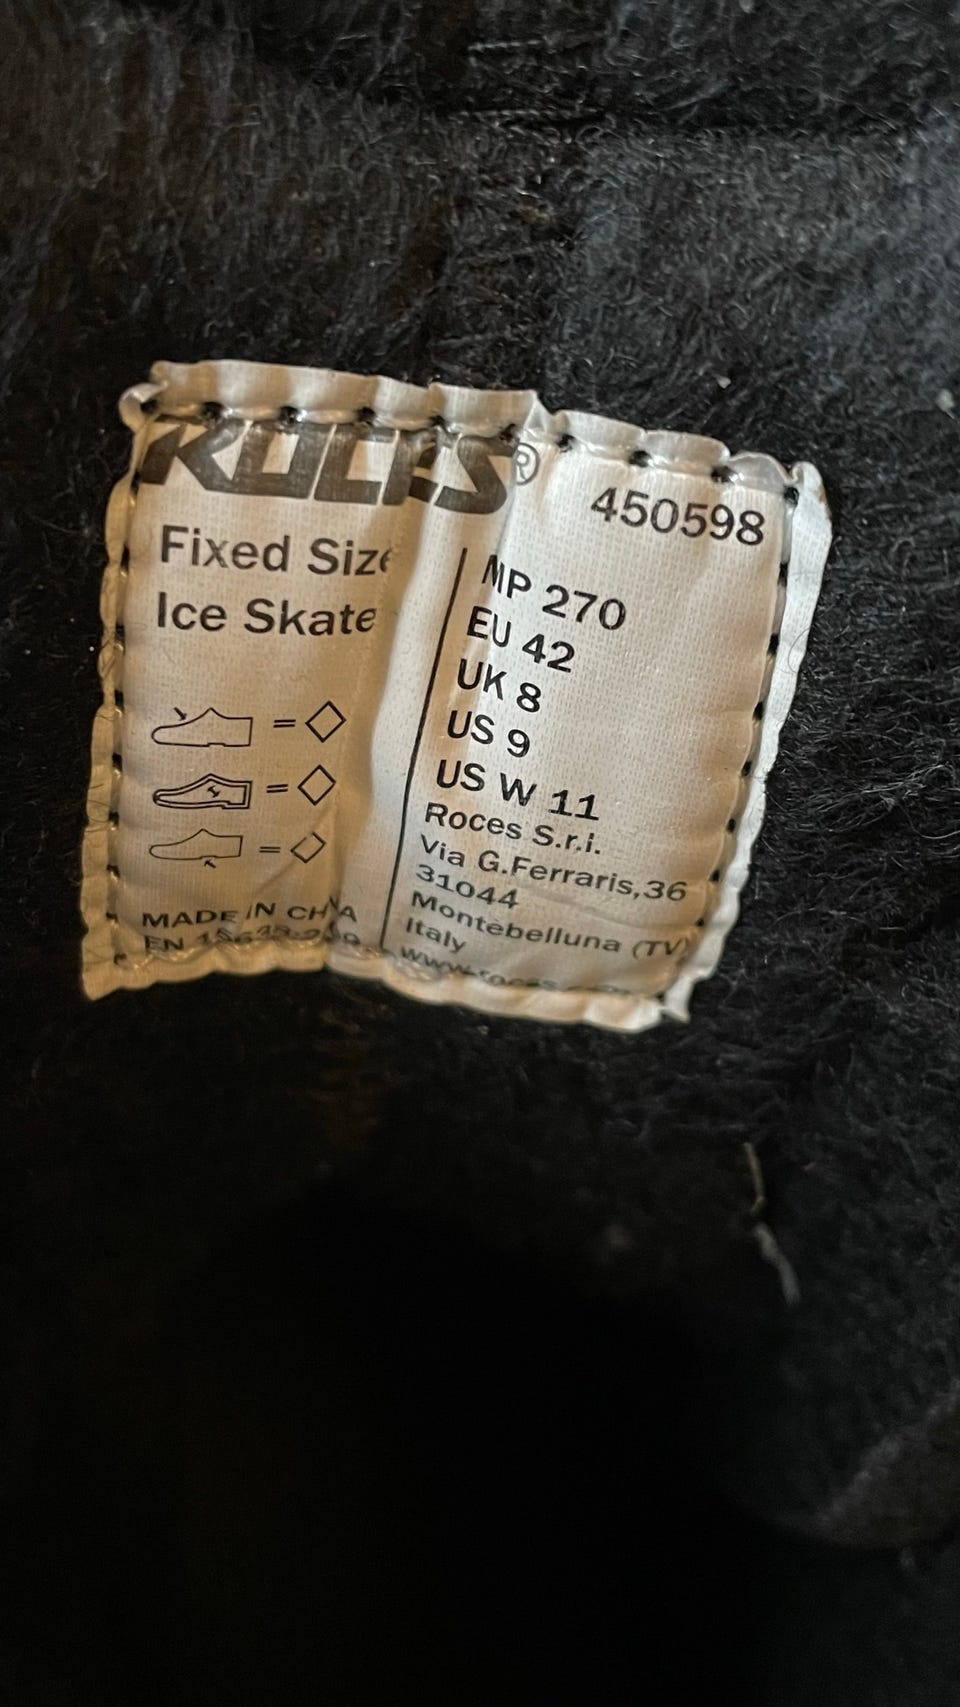 ROCES®
450598
Fixed Size
Ice Skate
=
=
=
MADE IN CHINA
MP 270
EU 42
UK 8
US 9
US W 11
Roces S.r.l.
Via G.Ferraris,36
31044
Montebelluna (TV)
Italy